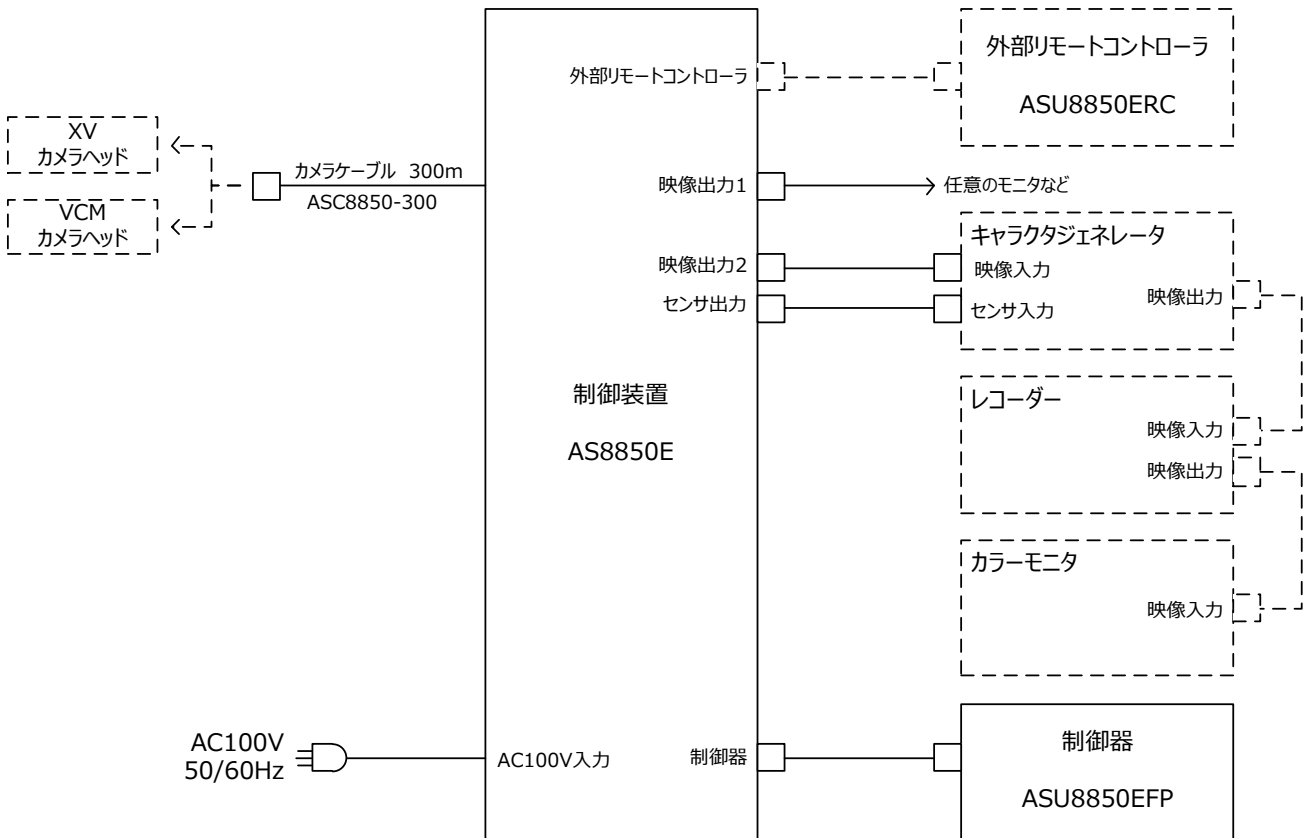 外部リモートコントローラ
ASU8850ERC
外部リモートコントローラ
XV
カメラヘッド
VCM
カメラヘッド
カメラケーブル 300m
ASC8850-300
映像出力1
任意のモニタなど
映像出力2
センサ出力
キャラクタジェネレータ
映像入力
センサ入力
映像出力
制御装置
AS8850E
レコーダー
映像入力
映像出力
カラーモニタ
映像入力
AC100V
50/60Hz
AC100V入力
制御器
制御器
ASU8850EFP